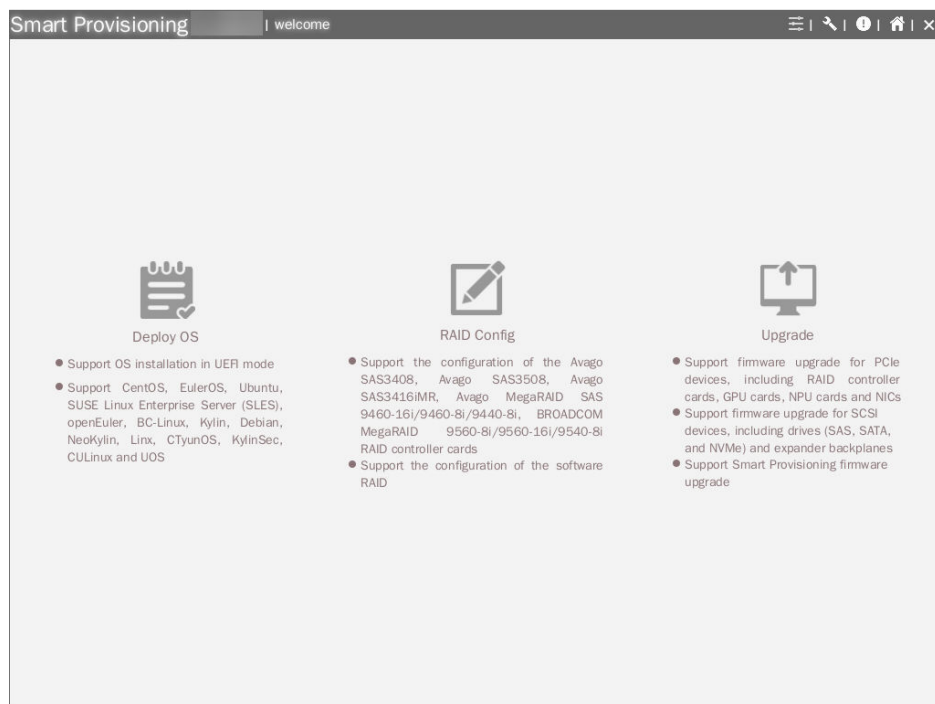 Smart Provisioning | welcome
Deploy OS
Support OS installation in UEFI mode
Support CentOS, EulerOS, Ubuntu,
SUSE Linux Enterprise Server (SLES),
openEuler, BC-Linux, Kylin, Debian,
NeoKylin, Linx, CTyunOS, KylinSec,
CULinux and UOS
RAID Config
Support the configuration of the Avago
SAS3408, Avago SAS3508, Avago
SAS3416iMR, Avago MegaRAID SAS
9460-16i/9460-8i/9440-8i, BROADCOM
MegaRAID 9560-8i/9560-16i/9540-8i
RAID controller cards
Support the configuration of the software
RAID
Upgrade
Support firmware upgrade for PCIe
devices, including RAID controller
cards, GPU cards, NPU cards and NICs
Support firmware upgrade for SCSI
devices, including drives (SAS, SATA,
and NVMe) and expander backplanes
Support Smart Provisioning firmware
upgrade